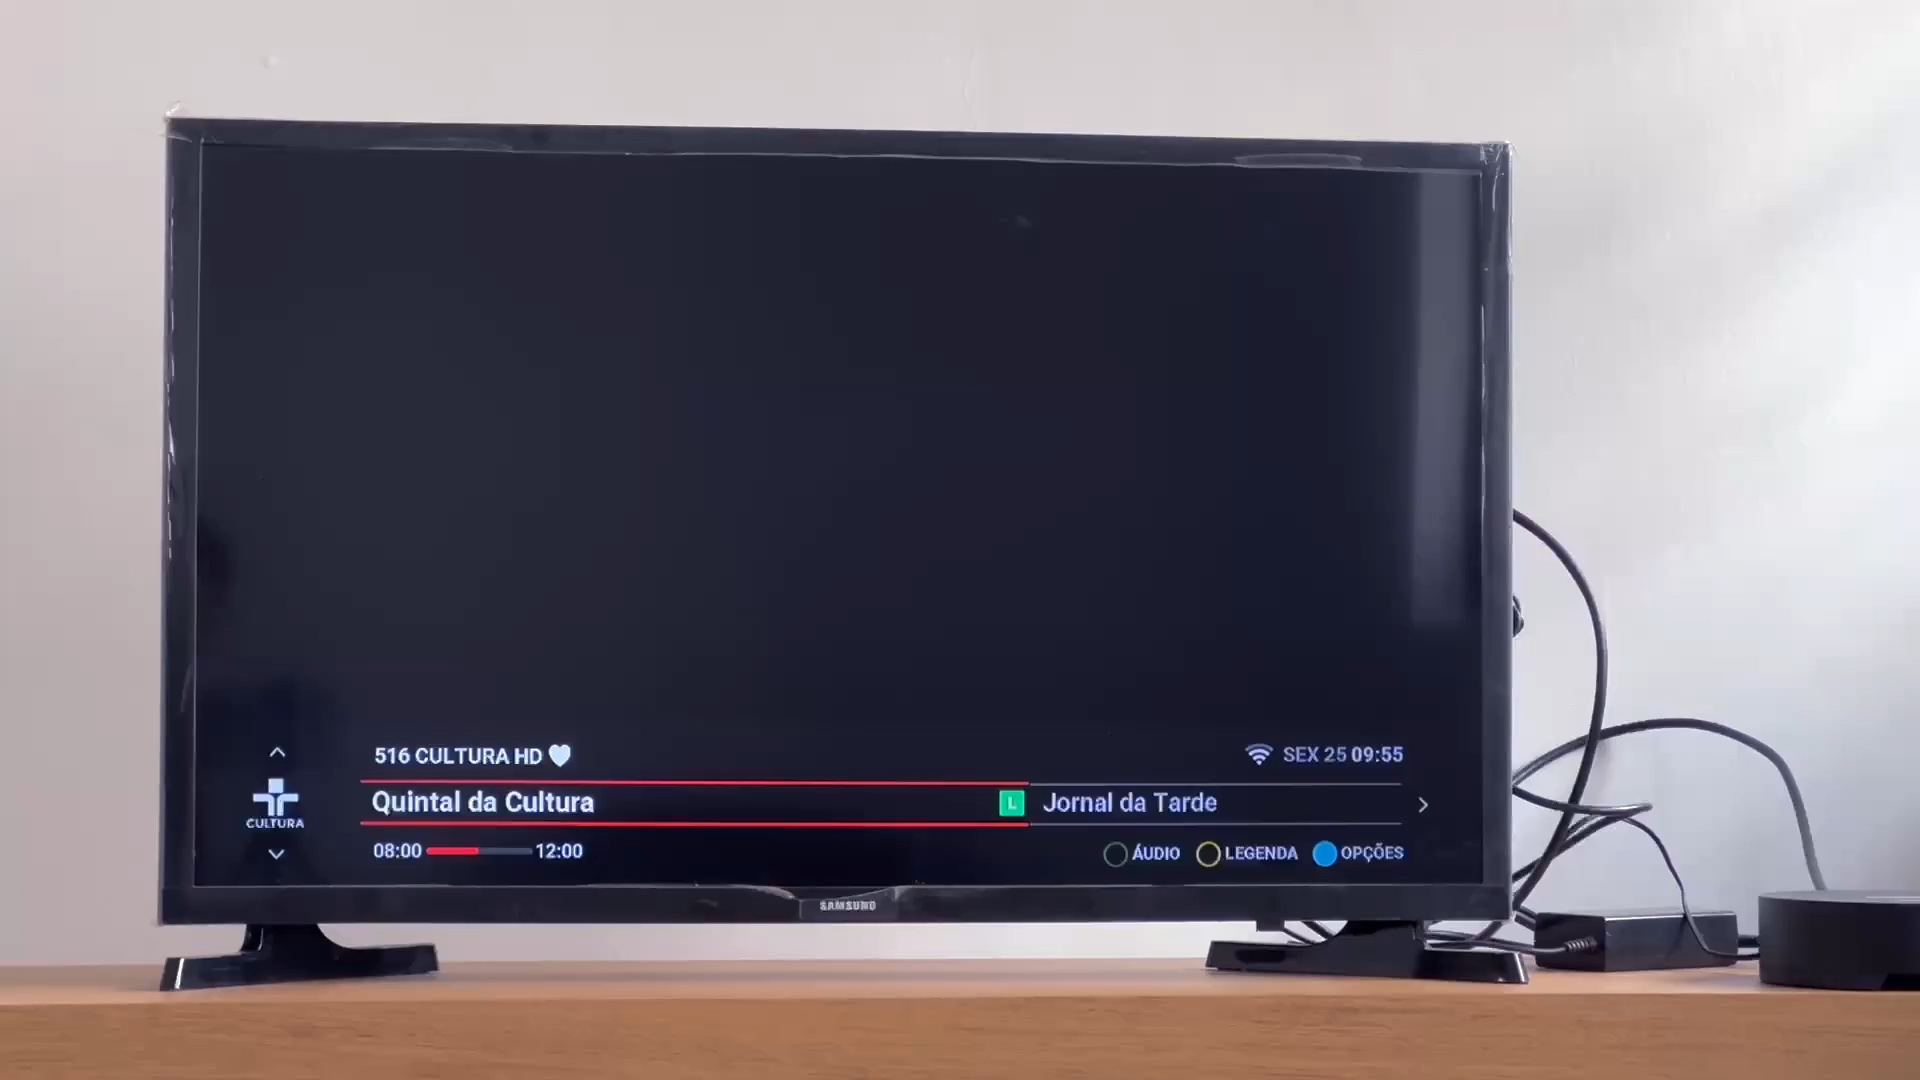 516 CULTURA HD
SEX 25 09:55
Quintal da Cultura
L
Jornal da Tarde
CULTURA
08:00
12:00
ÁUDIO
LEGENDA
OPÇÕES
SAMSUNG